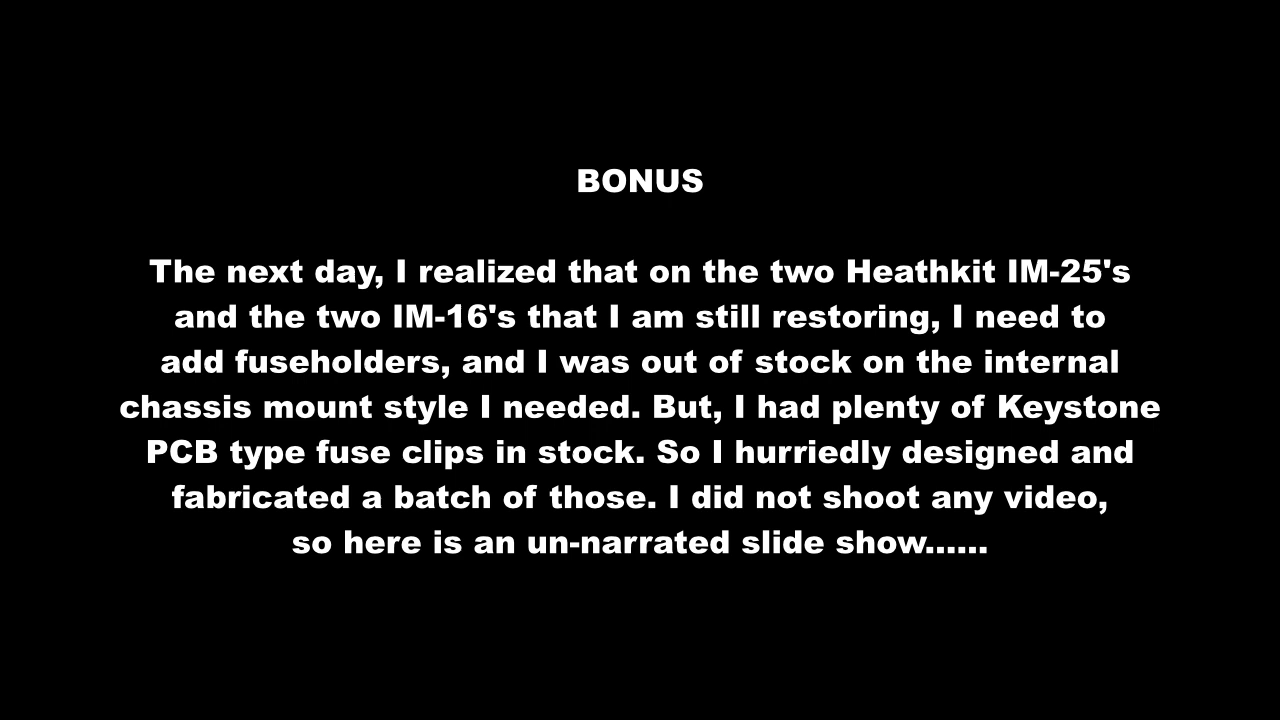 BONUS
The next day, I realized that on the two Heathkit IM-25's
and the two IM-16's that I am still restoring, I need to
add fuseholders, and I was out of stock on the internal
chassis mount style I needed. But, I had plenty of Keystone
PCB type fuse clips in stock. So I hurriedly designed and
fabricated a batch of those. I did not shoot any video,
so here is an un-narrated slide show......